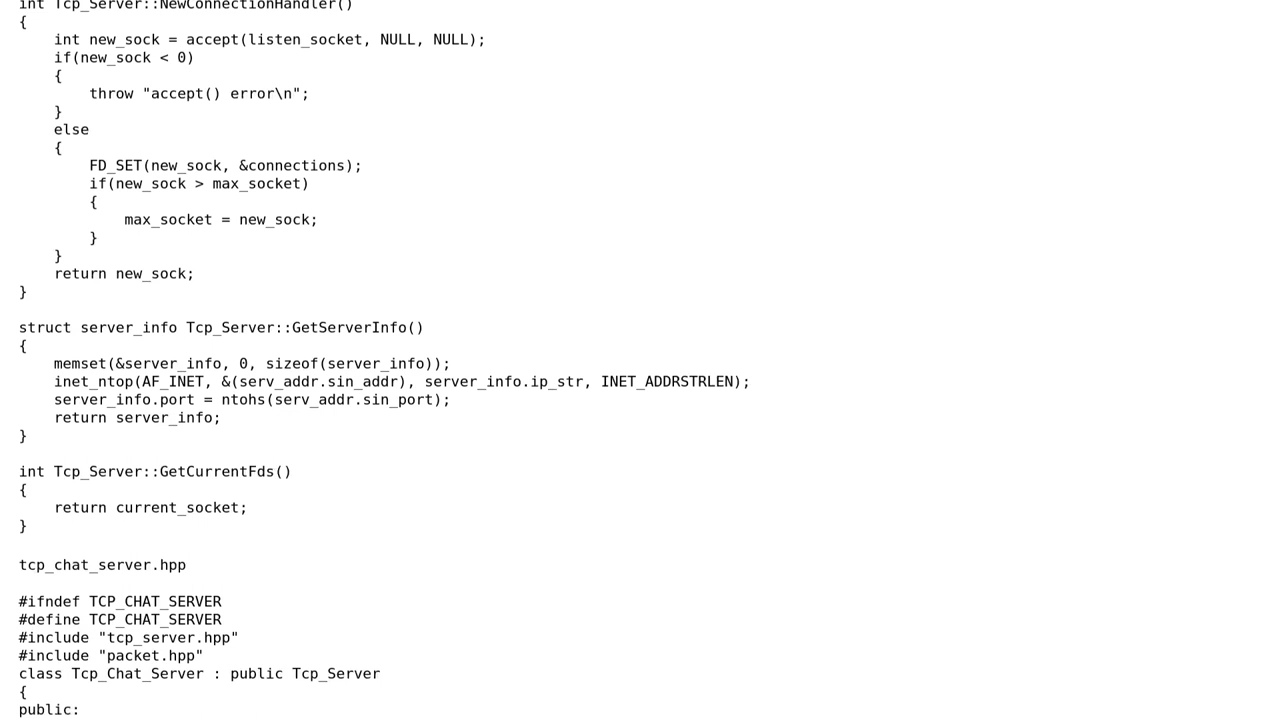 int Tcp_Server::NewConnectionHandler()
{
    int new_sock = accept(listen_socket, NULL, NULL);
    if(new_sock < 0)
    {
        throw "accept() error\n";
    }
    else
    {
        FD_SET(new_sock, &connections);
        if(new_sock > max_socket)
        {
            max_socket = new_sock;
        }
    }
    return new_sock;
}

struct server_info Tcp_Server::GetServerInfo()
{
    memset(&server_info, 0, sizeof(server_info));
    inet_ntop(AF_INET, &(serv_addr.sin_addr), server_info.ip_str, INET_ADDRSTRLEN);
    server_info.port = ntohs(serv_addr.sin_port);
    return server_info;
}

int Tcp_Server::GetCurrentFds()
{
    return current_socket;
}

tcp_chat_server.hpp

#ifndef TCP_CHAT_SERVER
#define TCP_CHAT_SERVER
#include "tcp_server.hpp"
#include "packet.hpp"
class Tcp_Chat_Server : public Tcp_Server
{
public: